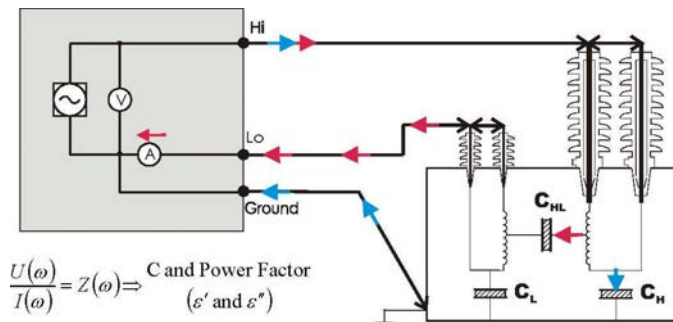 Hi
V
Lo
A
Ground
C_HL
C_L
C_H
U(ω)/I(ω) = Z(ω) ⇒ C and Power Factor
(ε' and ε")